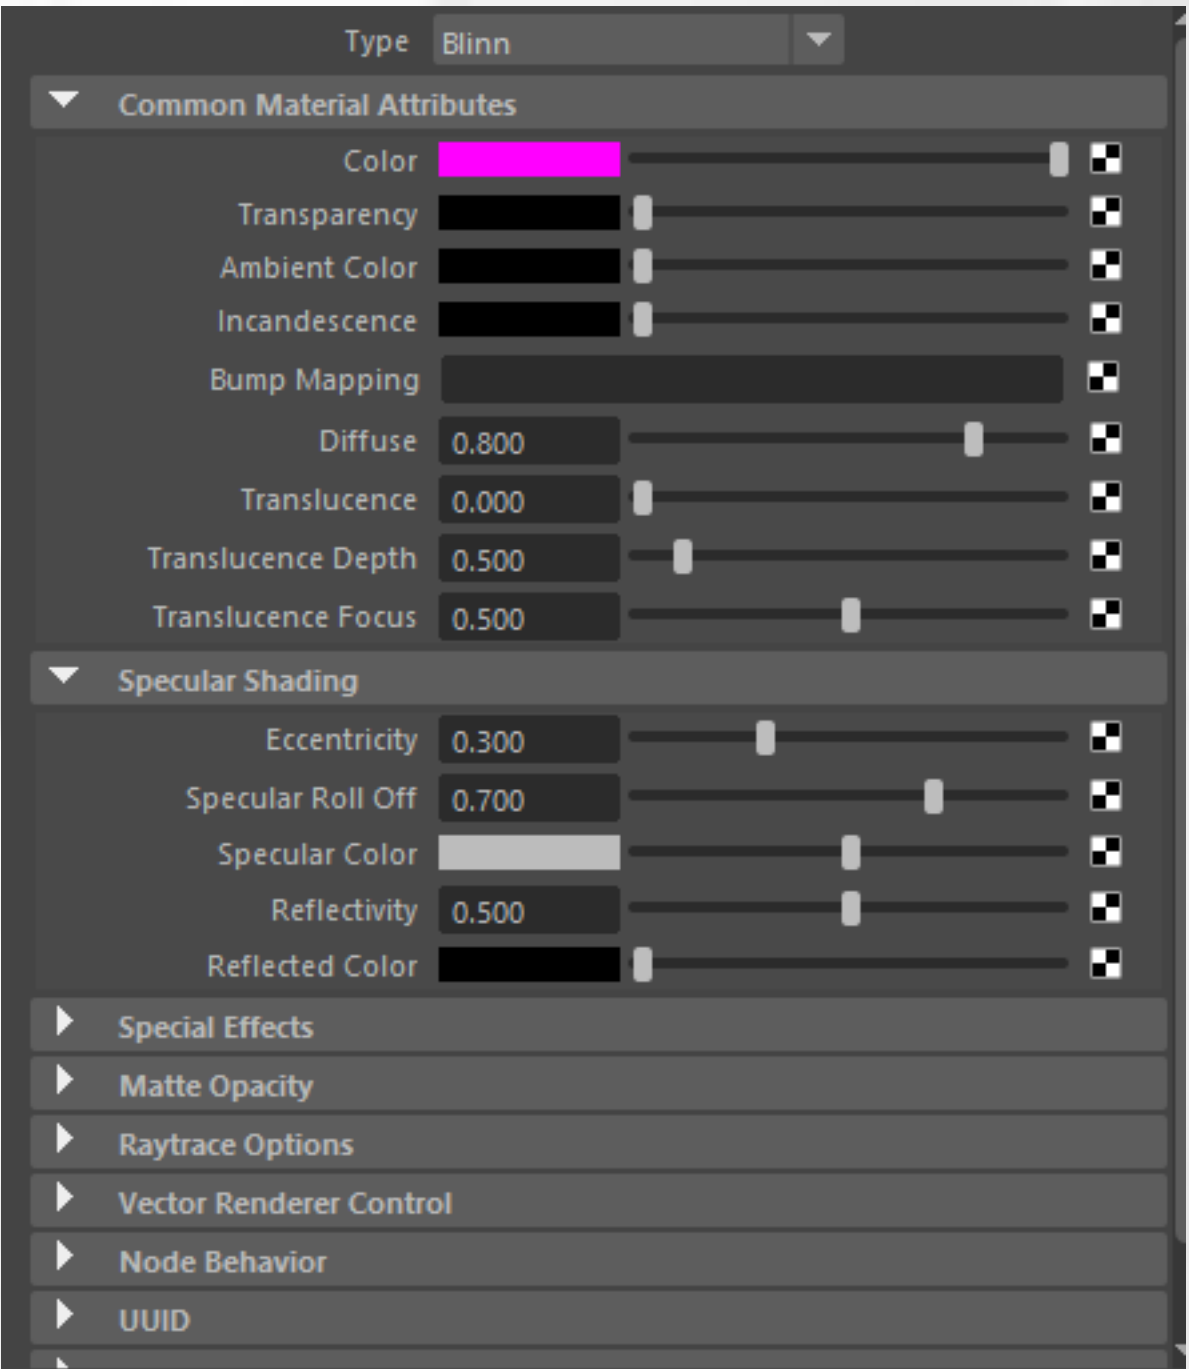 Type Blinn
Common Material Attributes
Color
Transparency
Ambient Color
Incandescence
Bump Mapping
Diffuse 0.800
Translucence 0.000
Translucence Depth 0.500
Translucence Focus 0.500
Specular Shading
Eccentricity 0.300
Specular Roll Off 0.700
Specular Color
Reflectivity 0.500
Reflected Color
Special Effects
Matte Opacity
Raytrace Options
Vector Renderer Control
Node Behavior
UUID